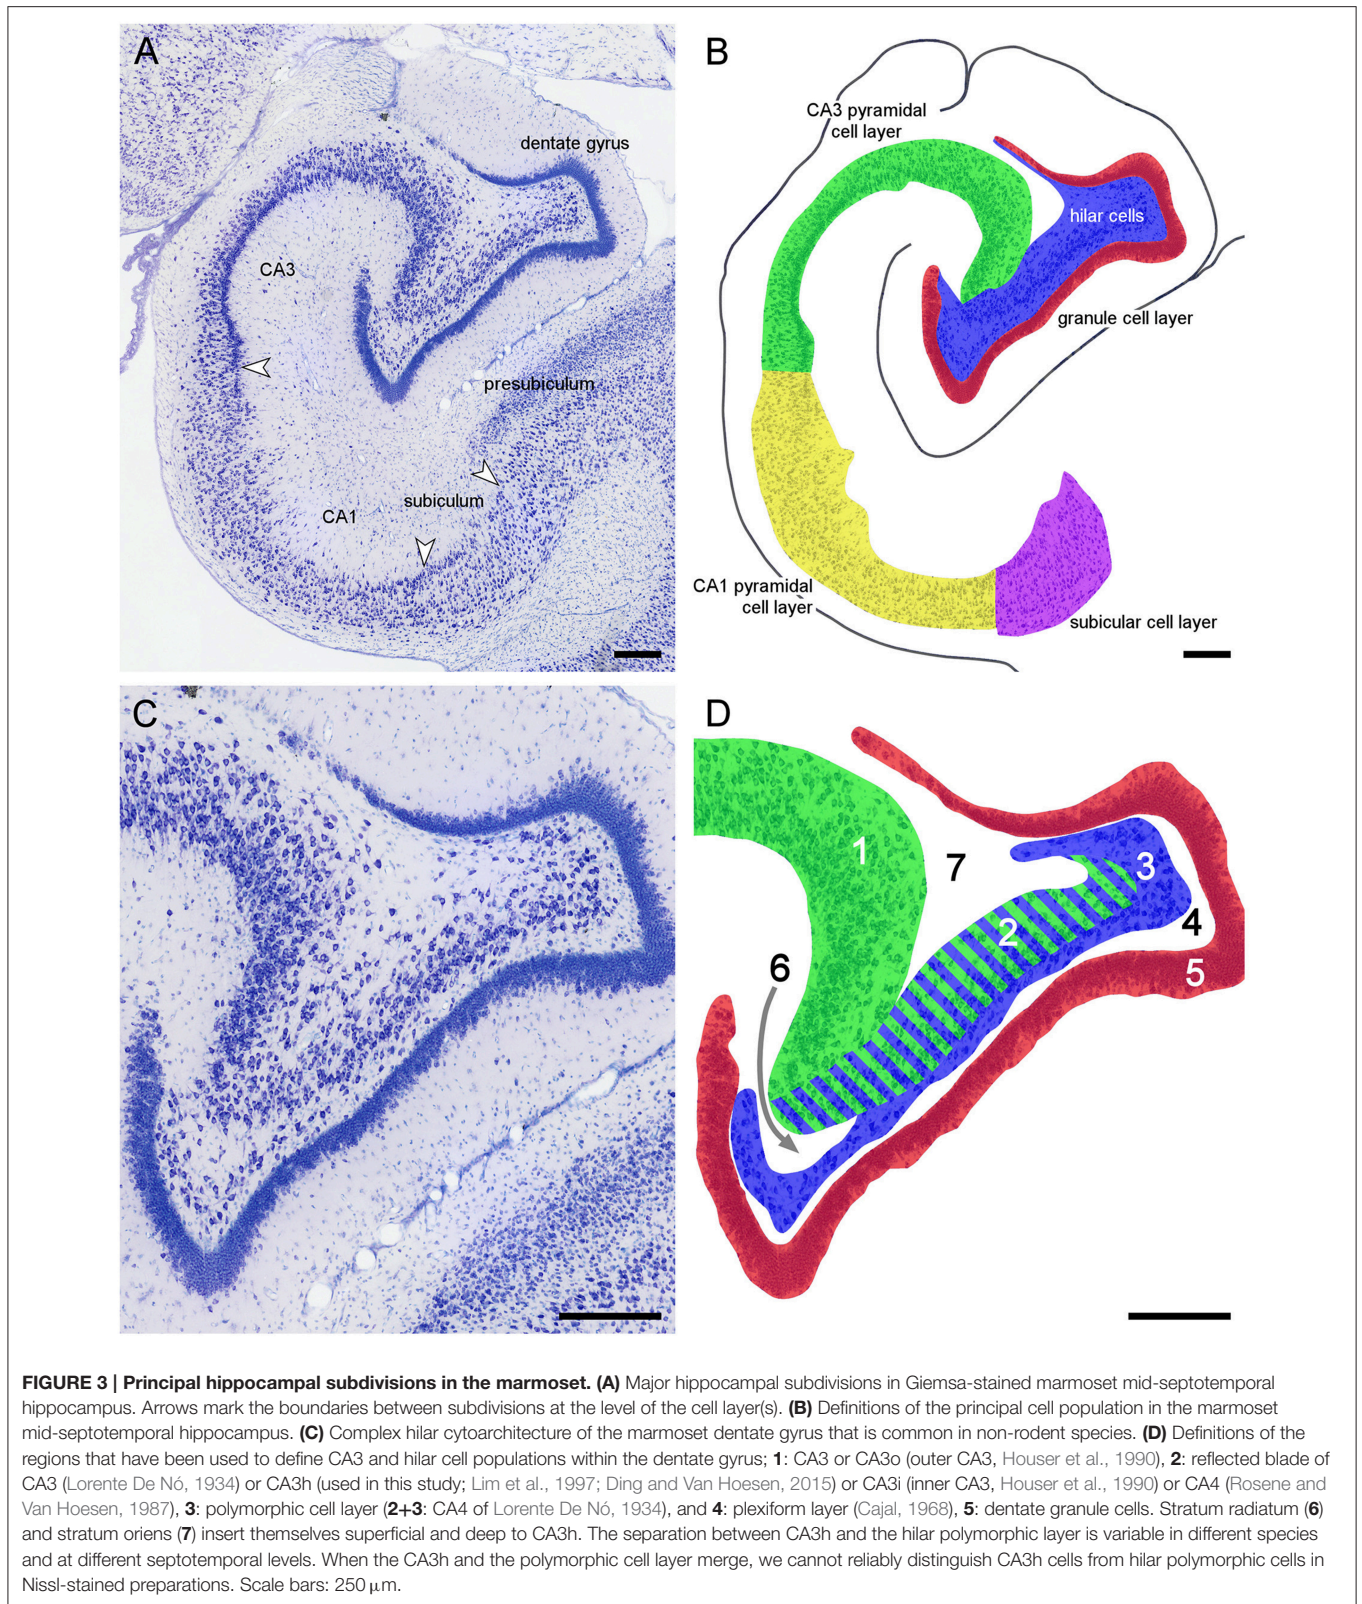 A
dentate gyrus
CA3
presubiculum
subiculum
CA1
B
CA3 pyramidal
cell layer
hilar cells
granule cell layer
CA1 pyramidal
cell layer
subicular cell layer
C
D
1
7
3
2
4
6
5
FIGURE 3 | Principal hippocampal subdivisions in the marmoset. (A) Major hippocampal subdivisions in Giemsa-stained marmoset mid-septotemporal
hippocampus. Arrows mark the boundaries between subdivisions at the level of the cell layer(s). (B) Definitions of the principal cell population in the marmoset
mid-septotemporal hippocampus. (C) Complex hilar cytoarchitecture of the marmoset dentate gyrus that is common in non-rodent species. (D) Definitions of the
regions that have been used to define CA3 and hilar cell populations within the dentate gyrus; 1: CA3 or CA3o (outer CA3, Houser et al., 1990), 2: reflected blade of
CA3 (Lorente De Nó, 1934) or CA3h (used in this study; Lim et al., 1997; Ding and Van Hoesen, 2015) or CA3i (inner CA3, Houser et al., 1990) or CA4 (Rosene and
Van Hoesen, 1987), 3: polymorphic cell layer (2+3: CA4 of Lorente De Nó, 1934), and 4: plexiform layer (Cajal, 1968), 5: dentate granule cells. Stratum radiatum (6)
and stratum oriens (7) insert themselves superficial and deep to CA3h. The separation between CA3h and the hilar polymorphic layer is variable in different species
and at different septotemporal levels. When the CA3h and the polymorphic cell layer merge, we cannot reliably distinguish CA3h cells from hilar polymorphic cells in
Nissl-stained preparations. Scale bars: 250 μm.